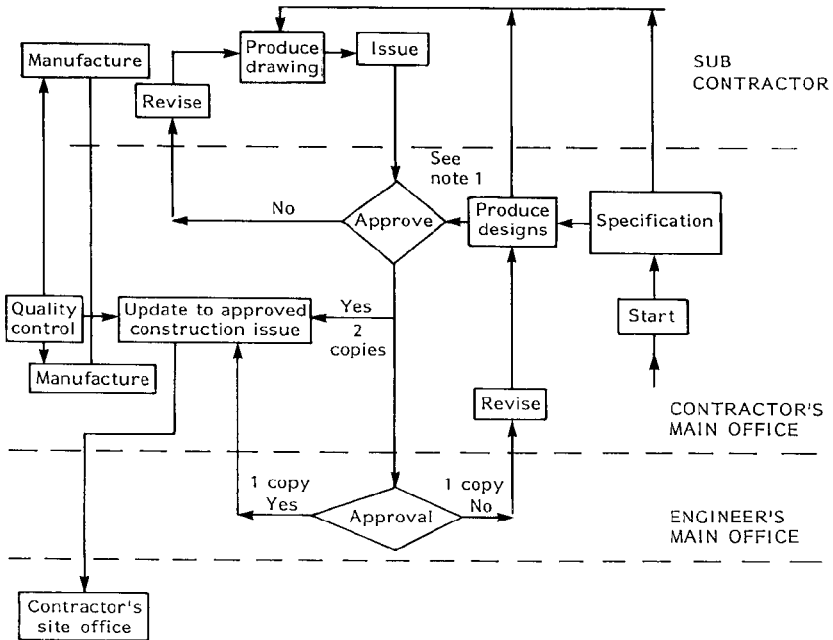 Manufacture
Produce
drawing
Issue
Revise
SUB
CONTRACTOR
See
note 1
No
Approve
Produce
designs
Specification
Quality
control
Update to approved
construction issue
Yes
2
copies
Start
Manufacture
Revise
CONTRACTOR'S
MAIN OFFICE
1 copy
Yes
Approval
1 copy
No
ENGINEER'S
MAIN OFFICE
Contractor's
site office